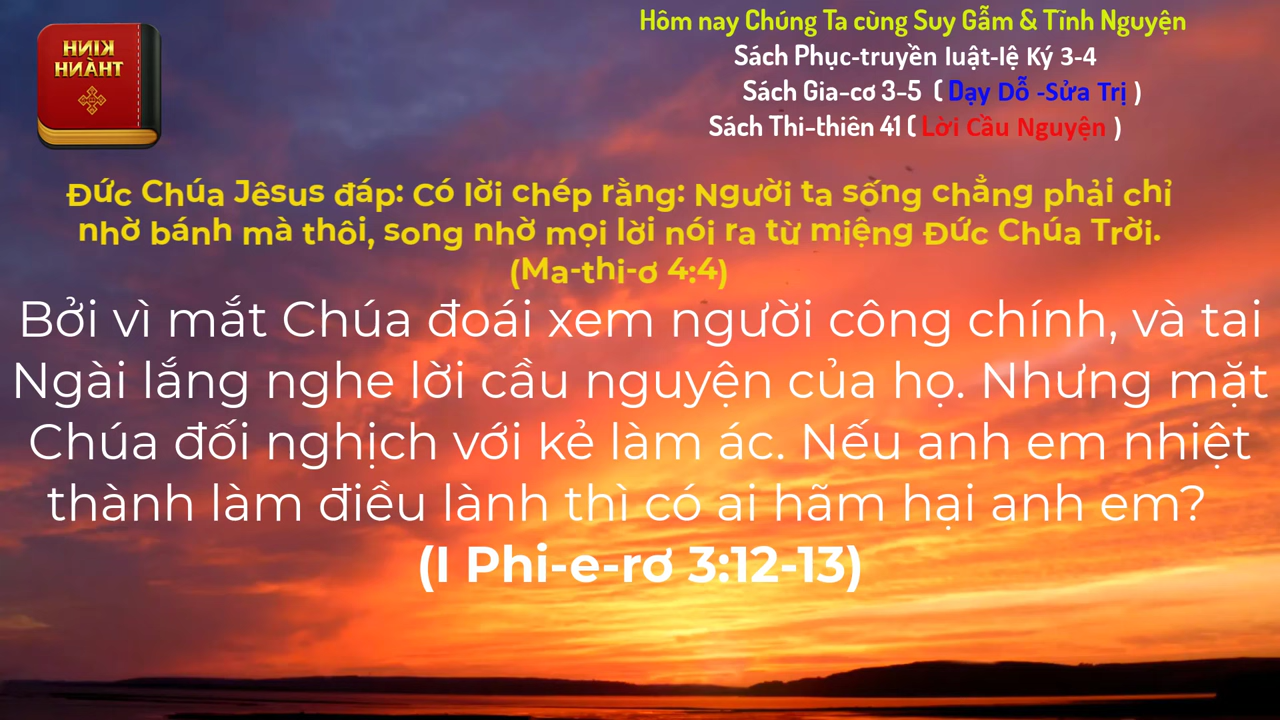 KINH
THÀNH
Hôm nay Chúng Ta cùng Suy Gẫm & Tĩnh Nguyện
Sách Phục-truyền luật-lệ Ký 3-4
Sách Gia-cơ 3-5 ( Dạy Dỗ -Sửa Trị )
Sách Thi-thiên 41 ( Lời Cầu Nguyện )
Đức Chúa Jêsus đáp: Có lời chép rằng: Người ta sống chẳng phải chỉ
nhờ bánh mà thôi, song nhờ mọi lời nói ra từ miệng Đức Chúa Trời.
(Ma-thi-ơ 4:4)
Bởi vì mắt Chúa đoái xem người công chính, và tai
Ngài lắng nghe lời cầu nguyện của họ. Nhưng mặt
Chúa đối nghịch với kẻ làm ác. Nếu anh em nhiệt
thành làm điều lành thì có ai hãm hại anh em?
(I Phi-e-rơ 3:12-13)